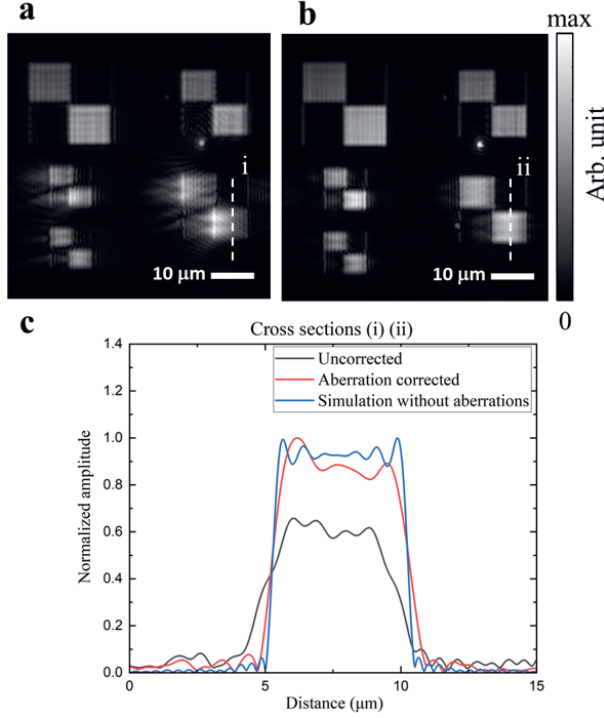 a
b
max
i
ii
Arb. unit
10 μm
10 μm
0
c
Cross sections (i) (ii)
1.4
1.2
1.0
0.8
0.6
0.4
0.2
0.0
Normalized amplitude
Uncorrected
Aberration corrected
Simulation without aberrations
0
5
10
15
Distance (μm)